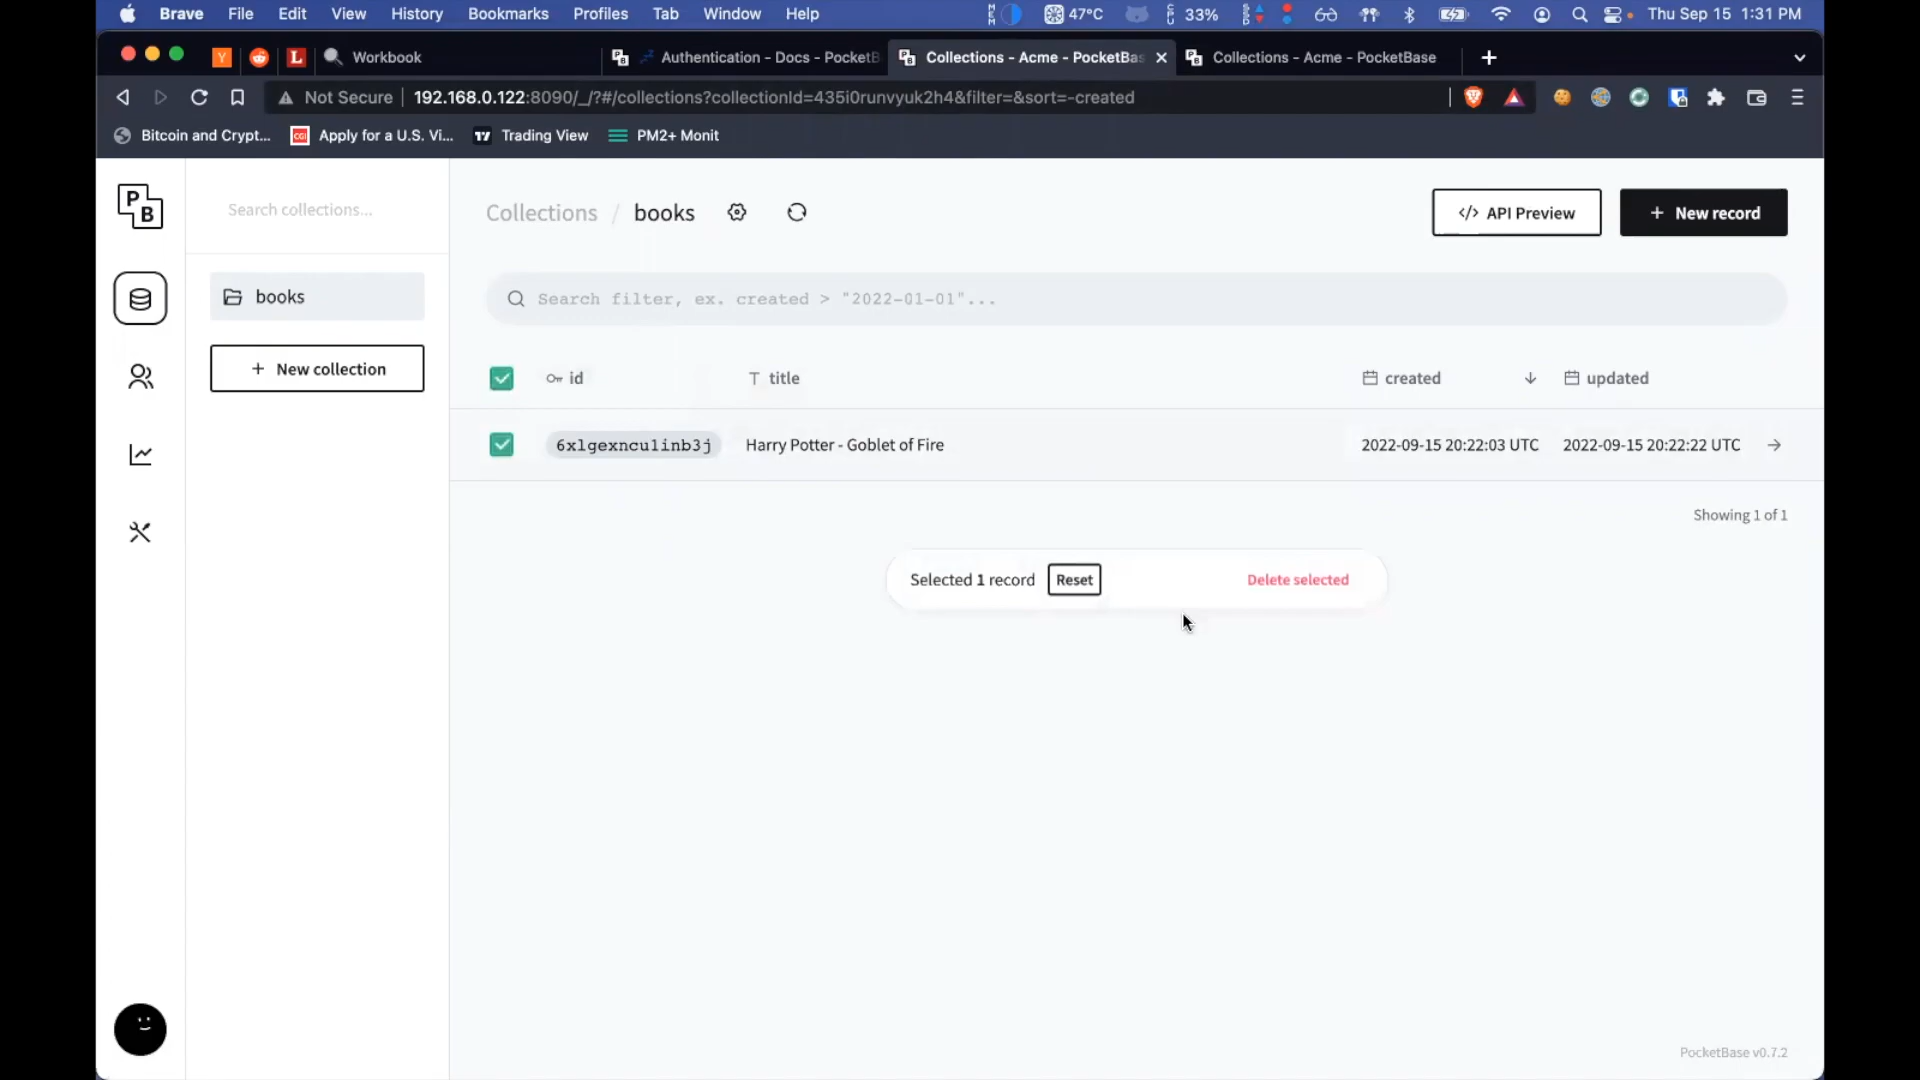 Brave File Edit View History Bookmarks Profiles Tab Window Help 47°C 33% Thu Sep 15 1:31 PM
Workbook Authentication - Docs - PocketB Collections - Acme - PocketBas Collections - Acme - PocketBase
Not Secure 192.168.0.122:8090/_/?#/collections?collectionId=435i0runvyuk2h4&filter=&sort=-created
Bitcoin and Crypt... CGI Apply for a U.S. Vi... Trading View PM2+ Monit
P B
Search collections...
books
+ New collection
Collections / books
</> API Preview
+ New record
Search filter, ex. created > "2022-01-01"...
id T title created updated
6xlgexncu1inb3j Harry Potter - Goblet of Fire 2022-09-15 20:22:03 UTC 2022-09-15 20:22:22 UTC
Showing 1 of 1
Selected 1 record Reset Delete selected
PocketBase v0.7.2